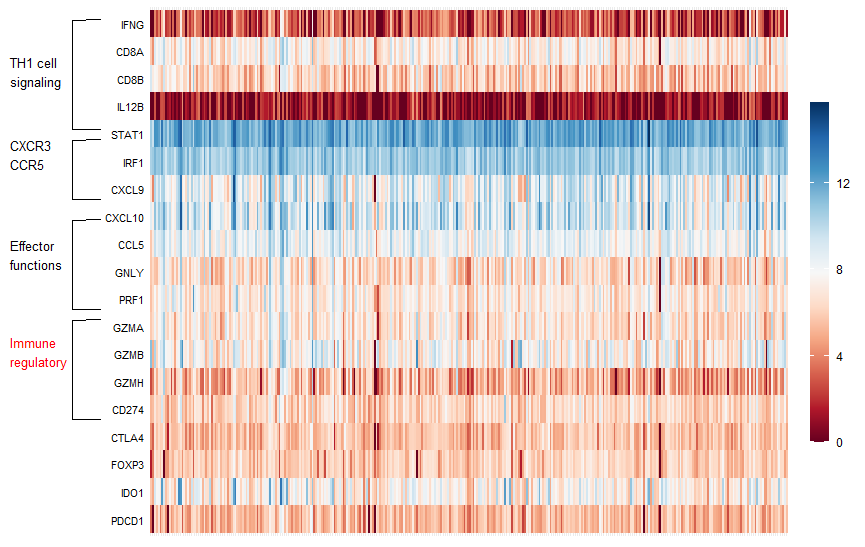 TH1 cell
signaling
CXCR3
CCR5
Effector
functions
Immune
regulatory
IFNG
CD8A
CD8B
IL12B
STAT1
IRF1
CXCL9
CXCL10
CCL5
GNLY
PRF1
GZMA
GZMB
GZMH
CD274
CTLA4
FOXP3
IDO1
PDCD1
12
8
4
0